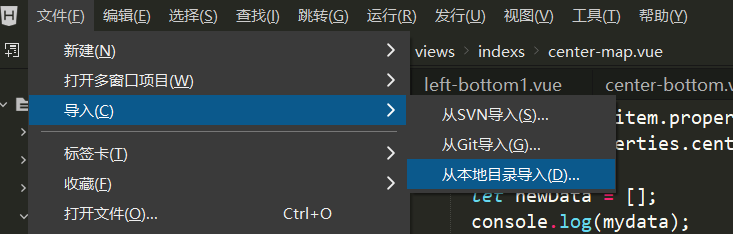 H 文件(F) 编辑(E) 选择(S) 查找(I) 跳转(G) 运行(R) 发行(U) 视图(V) 工具(T) 帮助(Y)
新建(N)
views indexs center-map.vue
打开多窗口项目(W)
left-bottom1.vue center-bottom.
导入(C)
从SVN导入(S)... item.proper
从Git导入(G)... erties.cent
标签卡(T)
从本地目录导入(D)...
收藏(F)
let newData = [];
打开文件(O)... Ctrl+O
console.log(mydata);